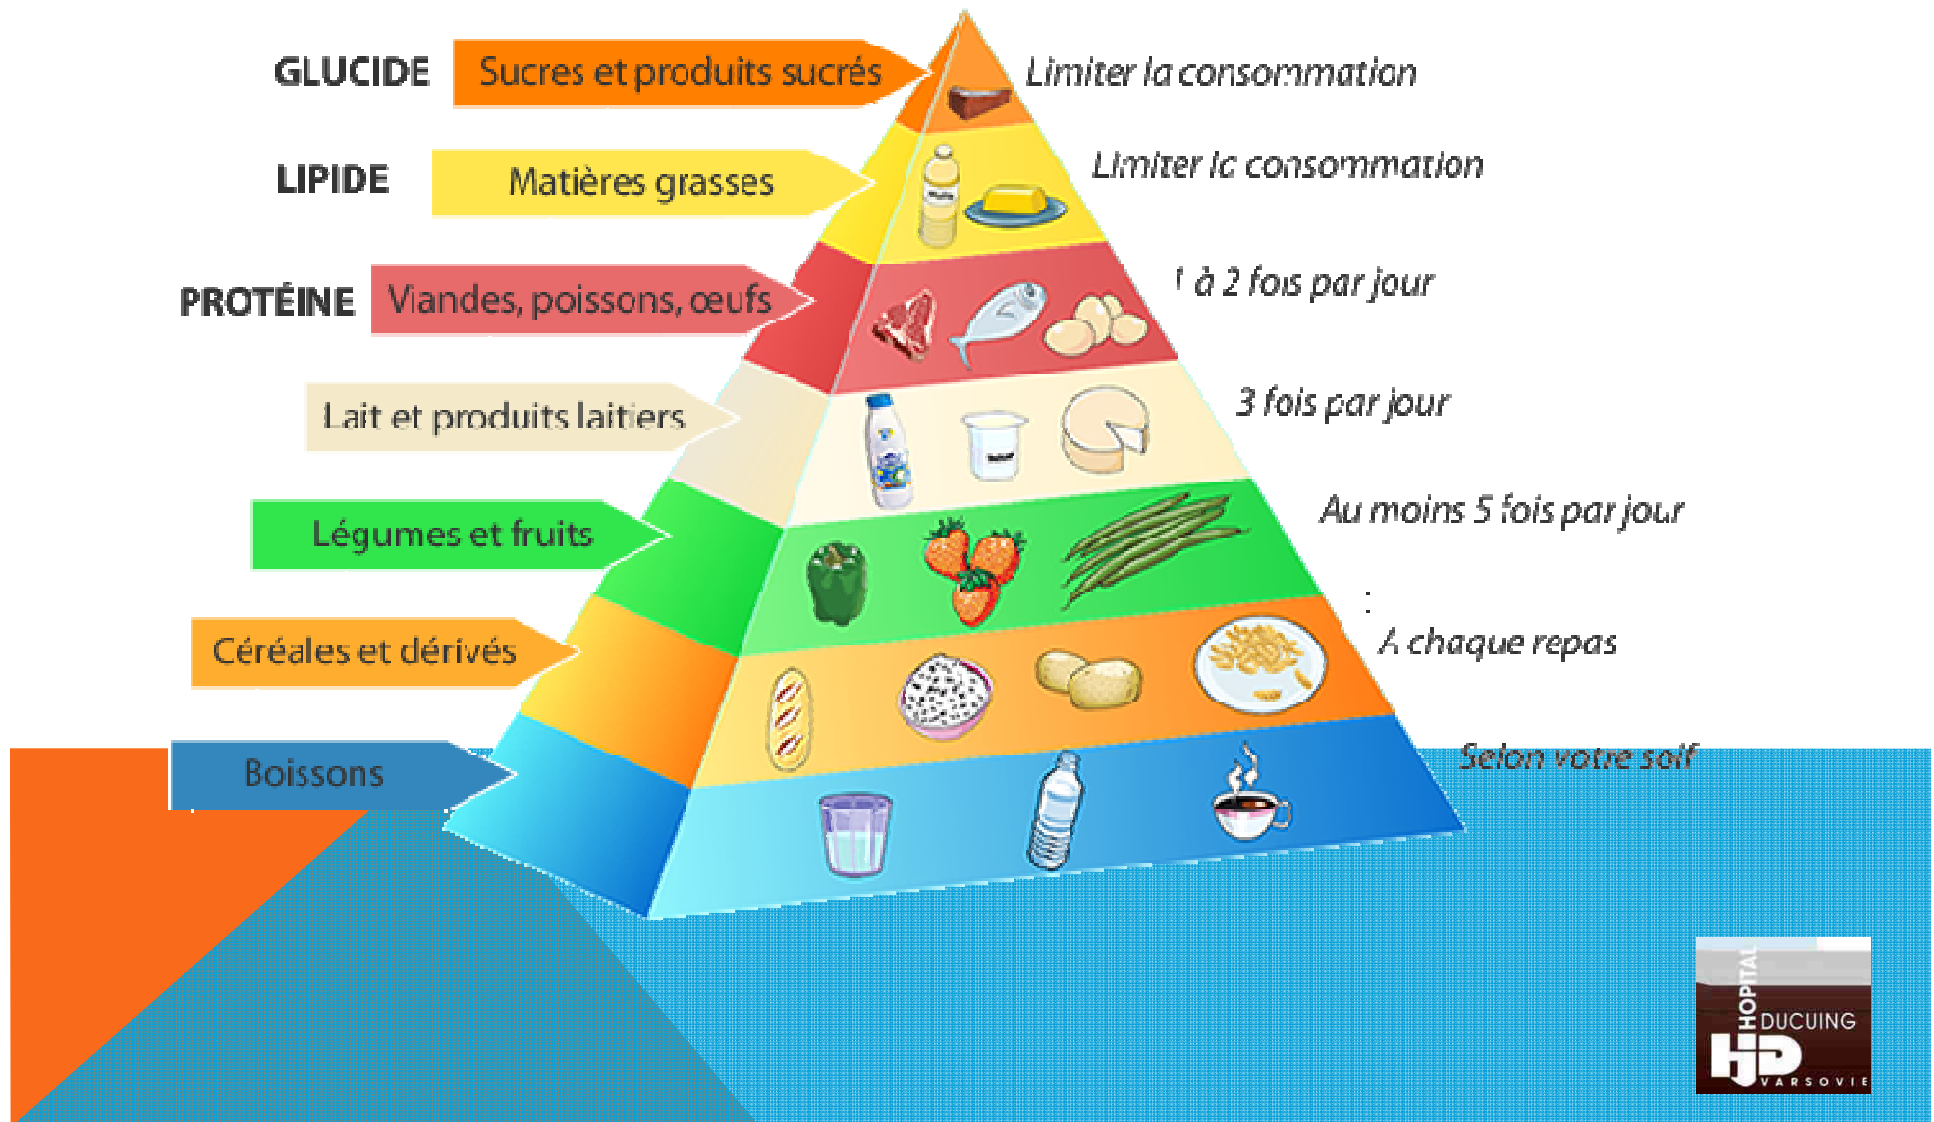 GLUCIDE Sucres et produits sucrés Limiter la consommation
LIPIDE Matières grasses Limiter la consommation
PROTÉINE Viandes, poissons, œufs 1 à 2 fois par jour
Lait et produits laitiers 3 fois par jour
Légumes et fruits Au moins 5 fois par jour
:
A chaque repas
Céréales et dérivés
Boissons Selon votre soif
HOPITAL
DUCUING
HJD
VARSOVIE